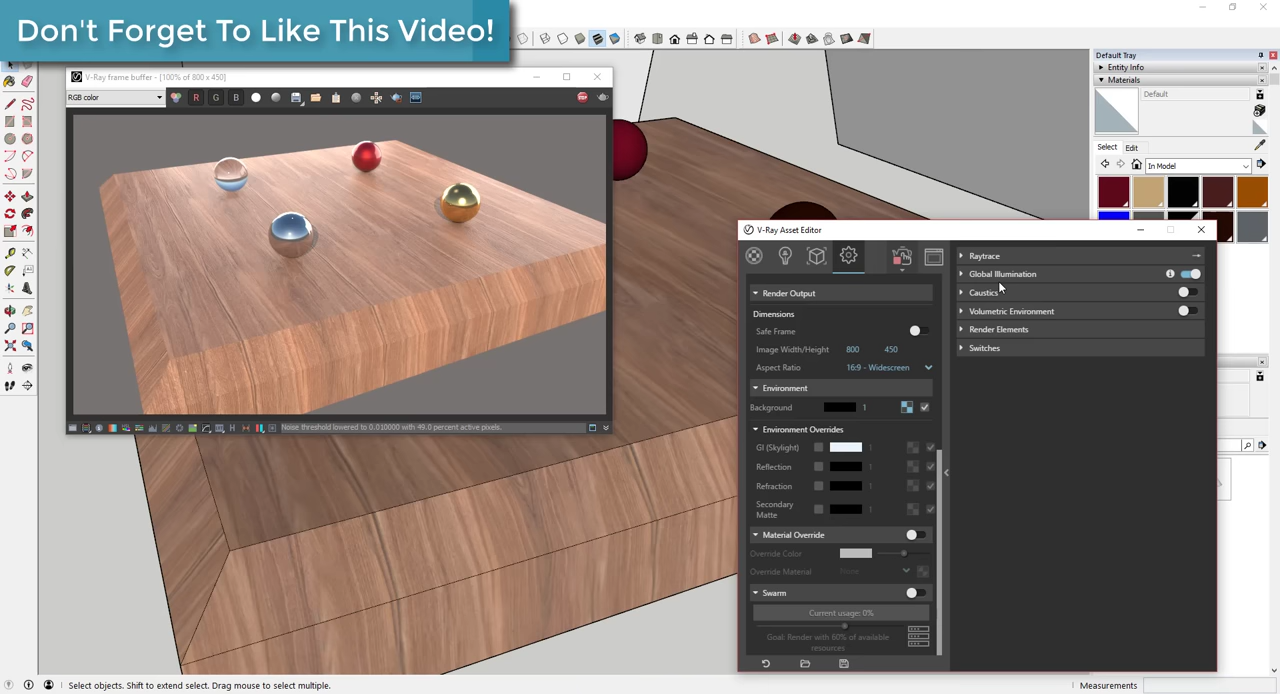 Don't Forget To Like This Video!
V-Ray frame buffer - [100% of 800 x 450]
RGB color
R G B
Noise threshold lowered to 0.010000 with 49.0 percent active pixels.
V-Ray Asset Editor
Render Output
Dimensions
Safe Frame
Image Width/Height 800 450
Aspect Ratio 16:9 - Widescreen
Environment
Background 1
Environment Overrides
GI (Skylight) 1
Reflection 1
Refraction 1
Secondary
Matte 1
Material Override
Override Color
Override Material None
Swarm
Current usage: 0%
Goal: Render with 60% of available
resources
Raytrace
Global Illumination
Caustics
Volumetric Environment
Render Elements
Switches
Default Tray
Entity Info
Materials
Default
Select Edit
In Model
Select objects. Shift to extend select. Drag mouse to select multiple.
Measurements